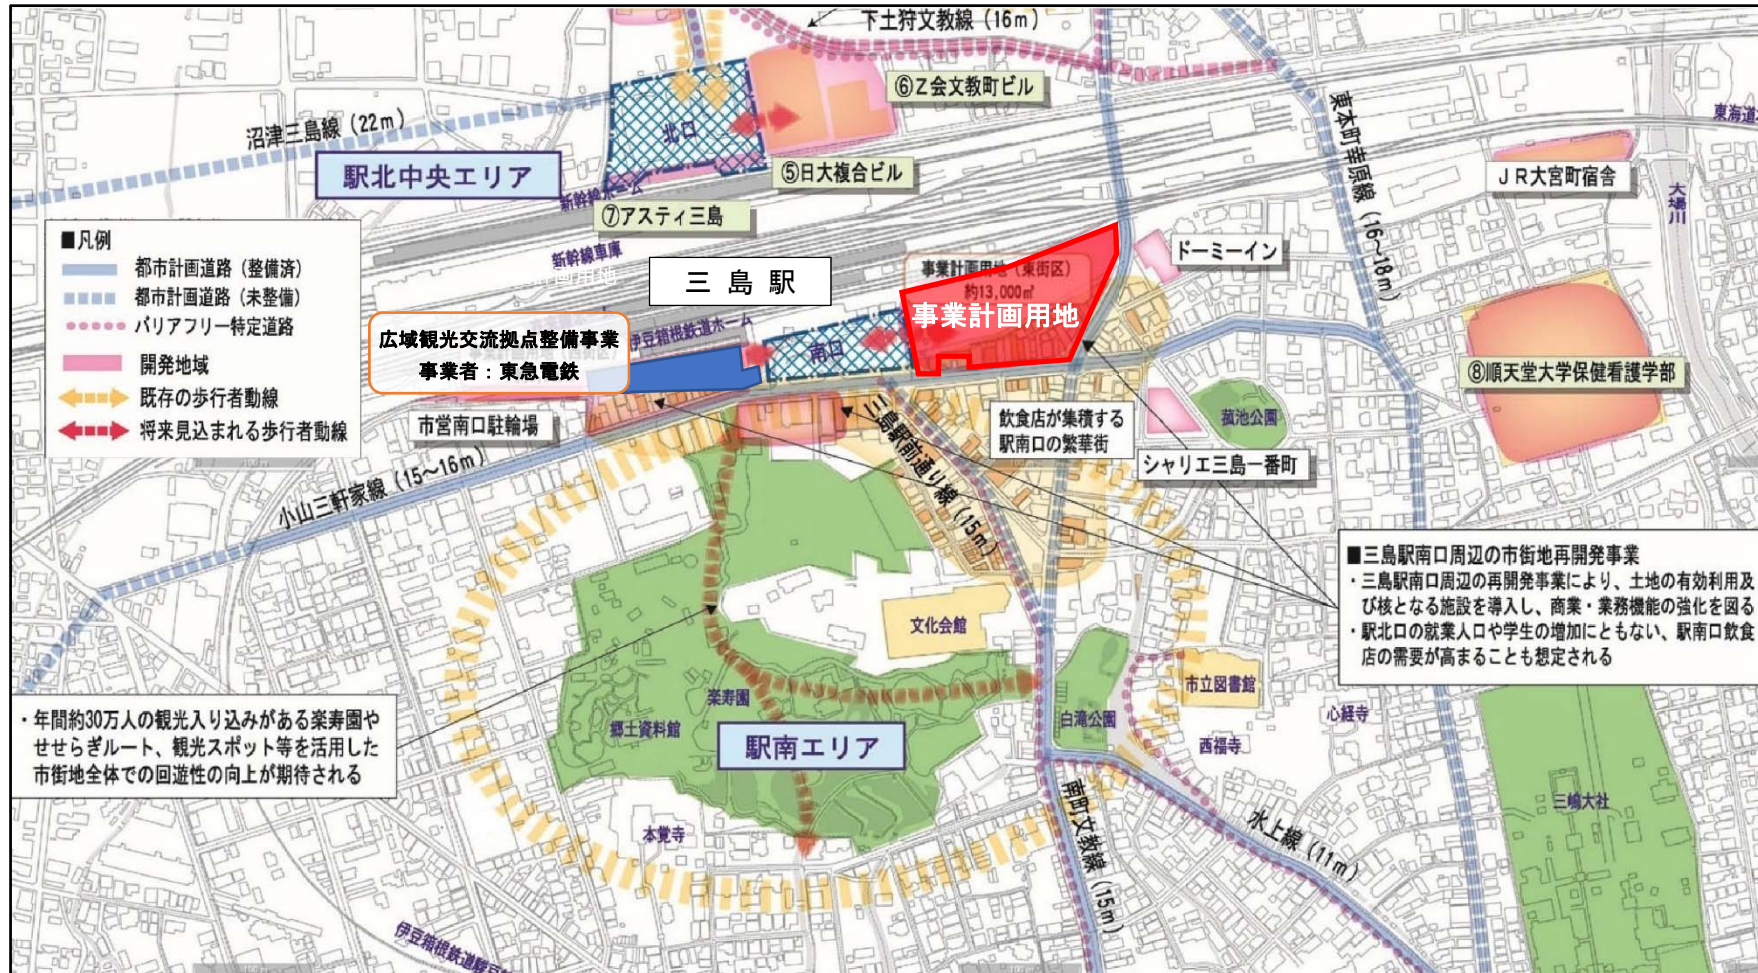 下土狩文教線（16m）
⑥Z会文教町ビル
沼津三島線（22m）
北口
東本町幸原線（16～18m）
東海道
駅北中央エリア
⑤日大複合ビル
JR大宮町宿舎
大場川
新幹線ホーム
⑦アスティ三島
■凡例
都市計画道路（整備済）
都市計画道路（未整備）
バリアフリー特定道路
開発地域
既存の歩行者動線
将来見込まれる歩行者動線
新幹線車庫
三島駅
ドーミーイン
事業計画用地（東街区）
約13,000㎡
事業計画用地
伊豆箱根鉄道ホーム
広域観光交流拠点整備事業
事業者：東急電鉄
南口
⑧順天堂大学保健看護学部
市営南口駐輪場
三島駅前通り線（15m）
飲食店が集積する
駅南口の繁華街
菰池公園
シャリエ三島一番町
小山三軒家線（15～16m）
■三島駅南口周辺の市街地再開発事業
・三島駅南口周辺の再開発事業により、土地の有効利用及
び核となる施設を導入し、商業・業務機能の強化を図る
・駅北口の就業人口や学生の増加にともない、駅南口飲食
店の需要が高まることも想定される
文化会館
市立図書館
楽寿園
郷土資料館
白滝公園
心経寺
西福寺
駅南エリア
・年間約30万人の観光入り込みがある楽寿園や
せせらぎルート、観光スポット等を活用した
市街地全体での回遊性の向上が期待される
三嶋大社
本覚寺
南町文教線（15m）
水上線（11m）
伊豆箱根鉄道駿豆